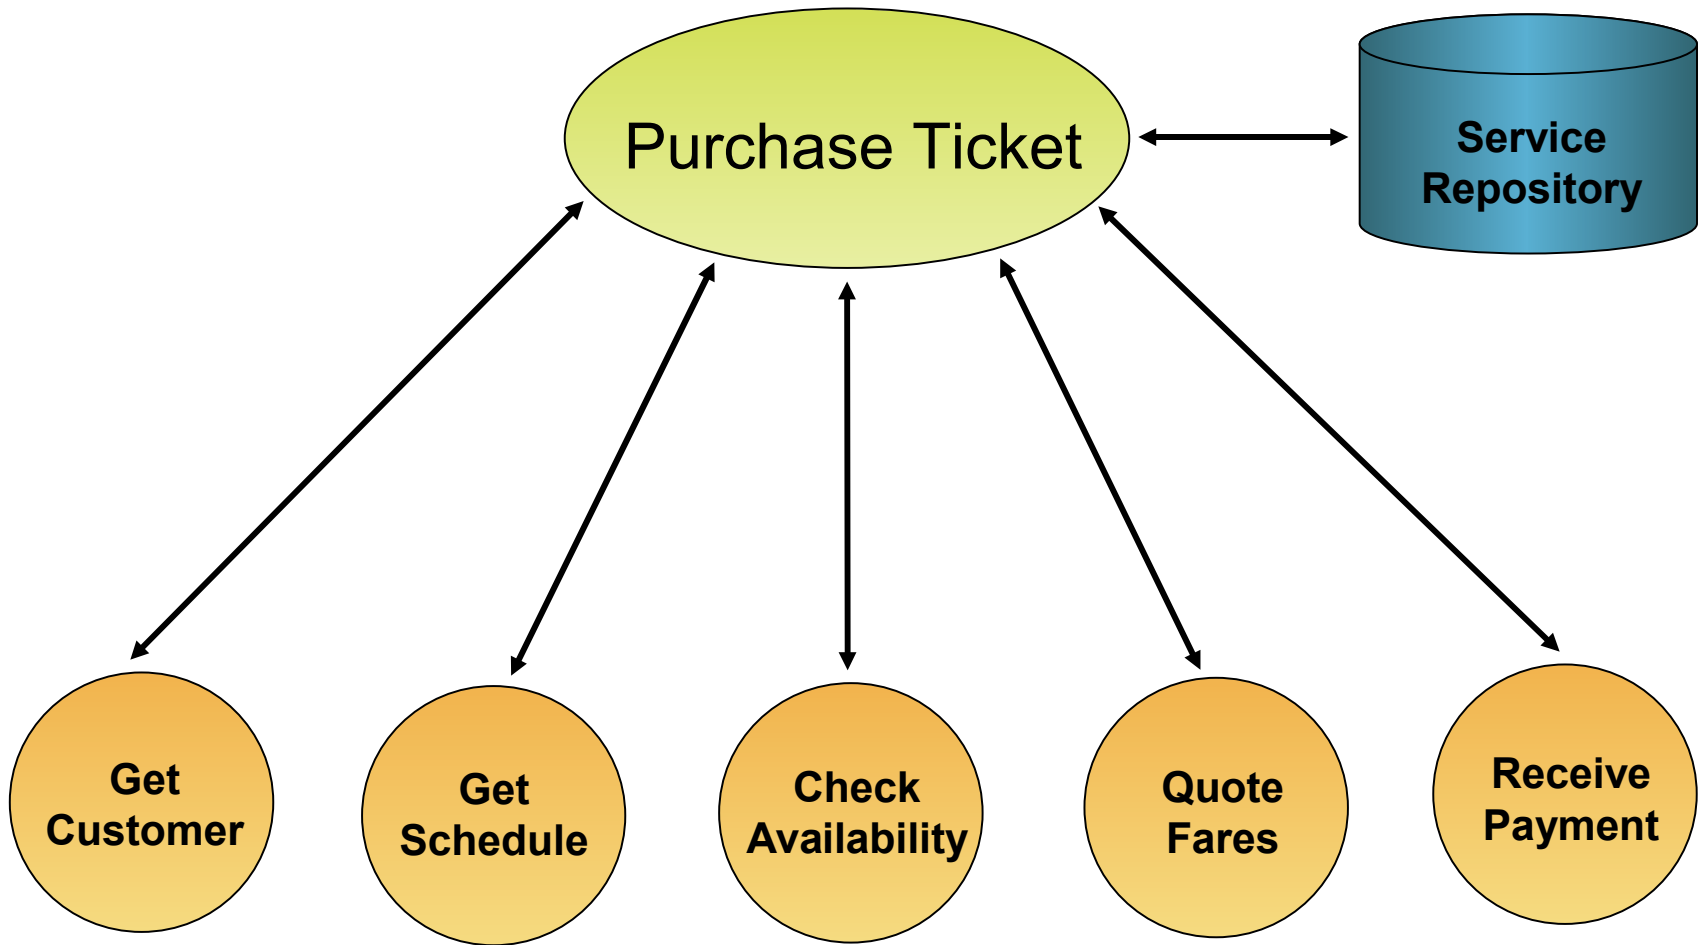 Purchase Ticket
Service
Repository
Get
Customer
Get
Schedule
Check
Availability
Quote
Fares
Receive
Payment